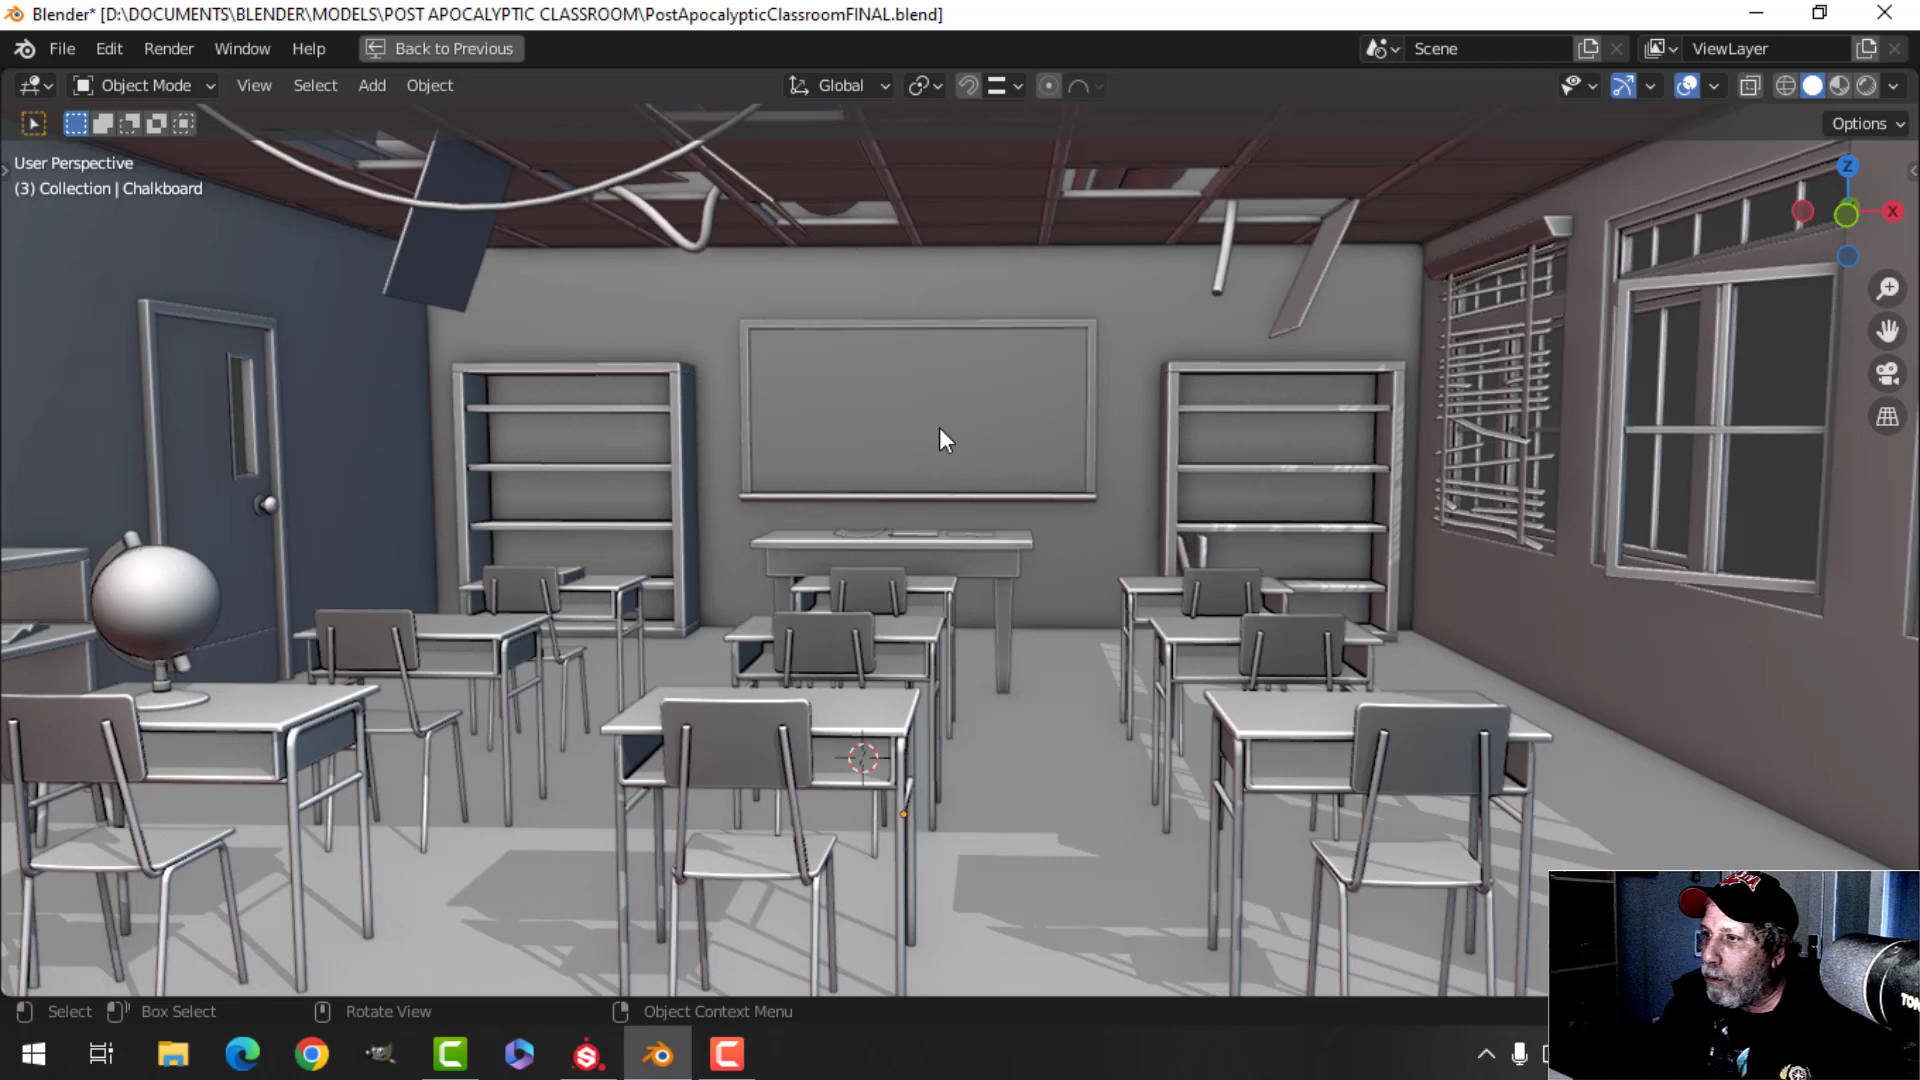 Blender* [D:\DOCUMENTS\BLENDER\MODELS\POST APOCALYPTIC CLASSROOM\PostApocalypticClassroomFINAL.blend]
File Edit Render Window Help Back to Previous Scene ViewLayer
Object Mode View Select Add Object Global
Options
User Perspective
(3) Collection | Chalkboard
Z
X
Select Box Select Rotate View Object Context Menu